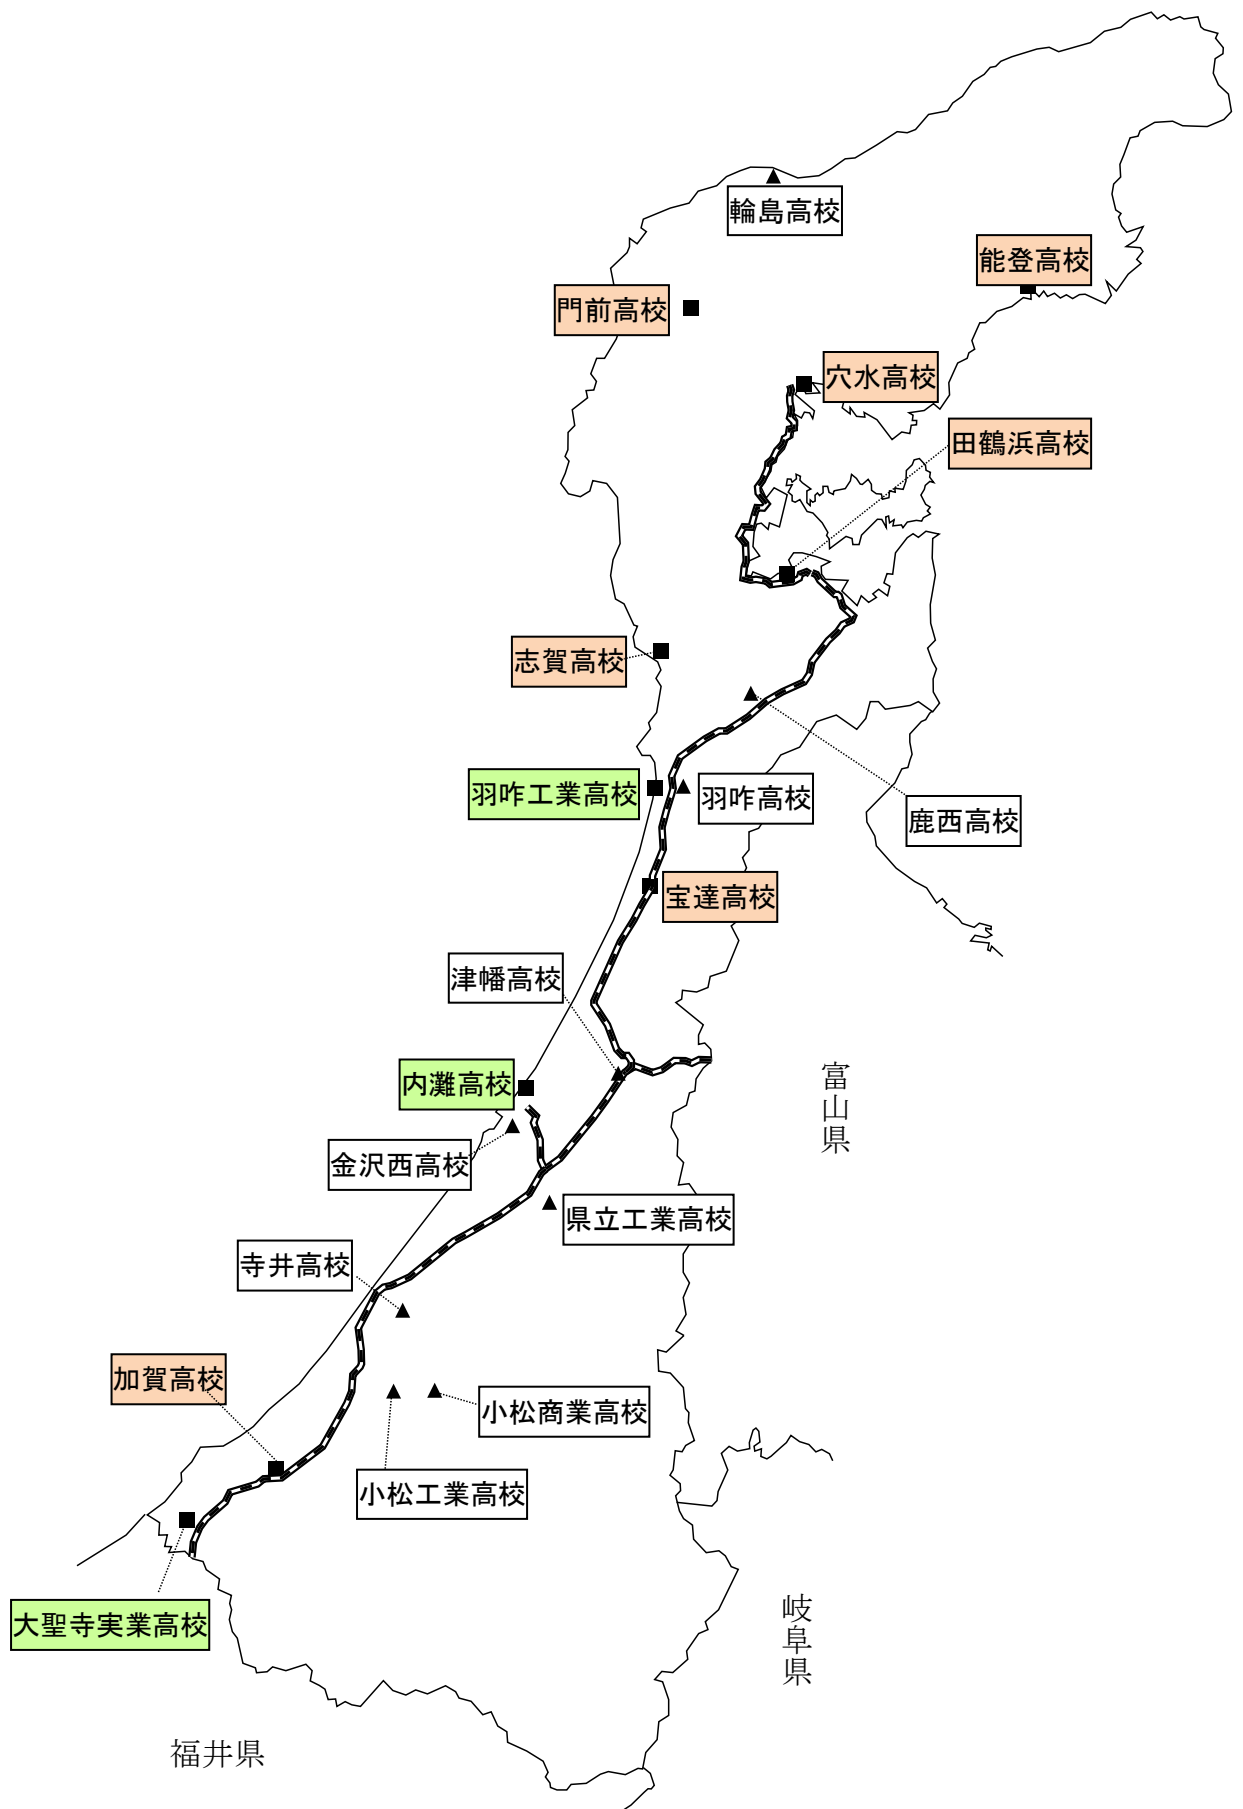 輪島高校
能登高校
門前高校
穴水高校
田鶴浜高校
志賀高校
羽咋工業高校
羽咋高校
鹿西高校
宝達高校
津幡高校
内灘高校
富山県
金沢西高校
県立工業高校
寺井高校
加賀高校
小松商業高校
小松工業高校
大聖寺実業高校
岐阜県
福井県